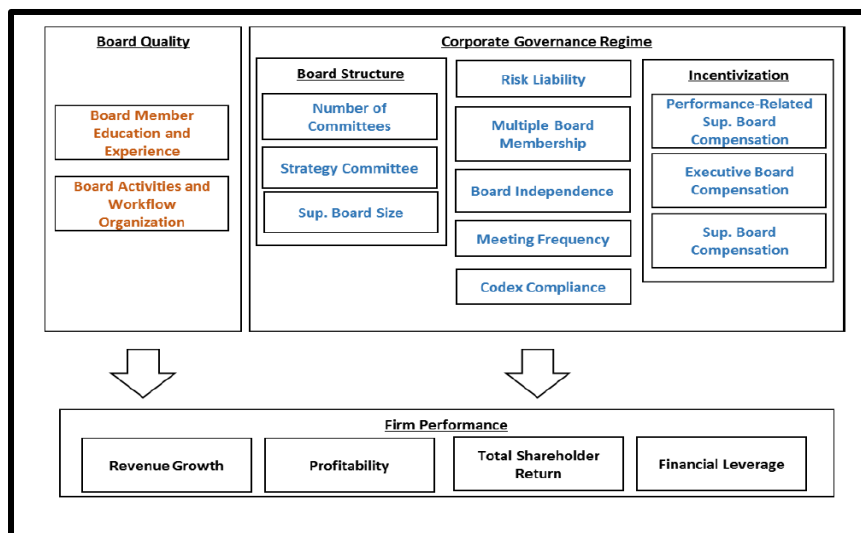 Board Quality
Board Member
Education and
Experience
Board Activities and
Workflow
Organization
Corporate Governance Regime
Board Structure
Number of
Committees
Strategy Committee
Sup. Board Size
Risk Liability
Multiple Board
Membership
Board Independence
Meeting Frequency
Codex Compliance
Incentivization
Performance-Related
Sup. Board
Compensation
Executive Board
Compensation
Sup. Board
Compensation
Firm Performance
Revenue Growth
Profitability
Total Shareholder
Return
Financial Leverage